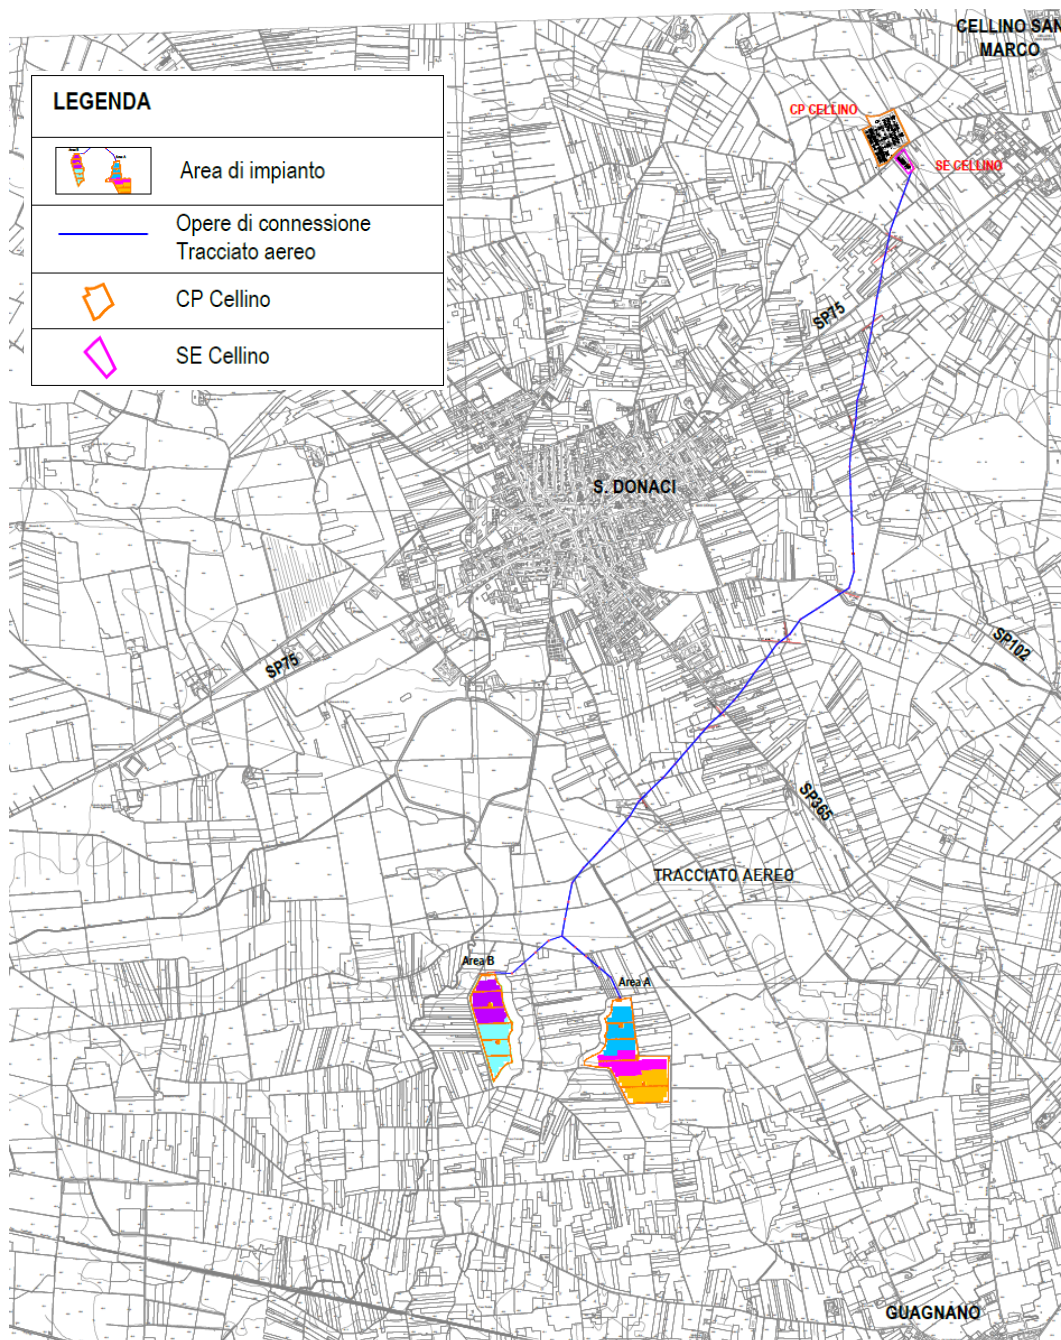 CELLINO SAN
MARCO
LEGENDA
Area di impianto
Opere di connessione
Tracciato aereo
CP Cellino
SE Cellino
CP CELLINO
SE CELLINO
SP75
S. DONACI
SP75
SP102
SP365
TRACCIATO AEREO
Area B
Area A
GUAGNANO